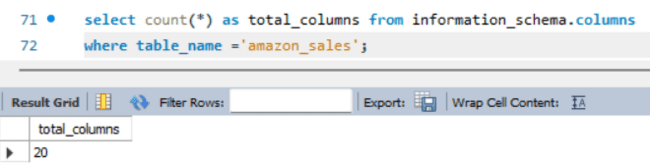 71 select count(*) as total_columns from information_schema.columns
72 where table_name ='amazon_sales';
Result Grid Filter Rows: Export: Wrap Cell Content: IA
total_columns
20